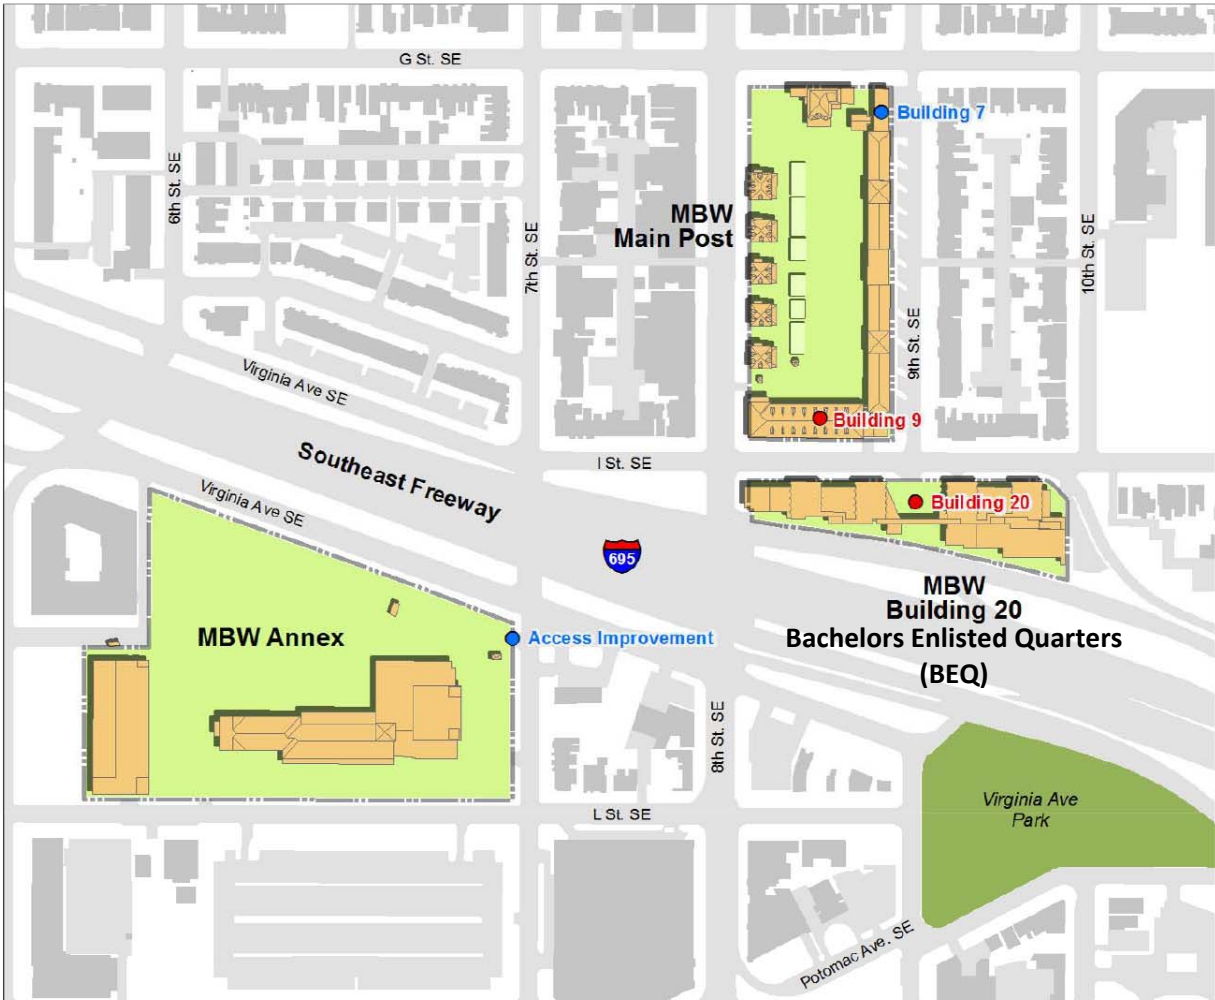 G St. SE
Building 7
6th St. SE
MBW
Main Post
7th St. SE
10th St. SE
9th St. SE
Virginia Ave SE
Building 9
I St. SE
Southeast Freeway
Virginia Ave SE
Building 20
695
MBW
Building 20
Bachelors Enlisted Quarters
(BEQ)
MBW Annex
Access Improvement
8th St. SE
Virginia Ave
Park
L St. SE
Potomac Ave. SE